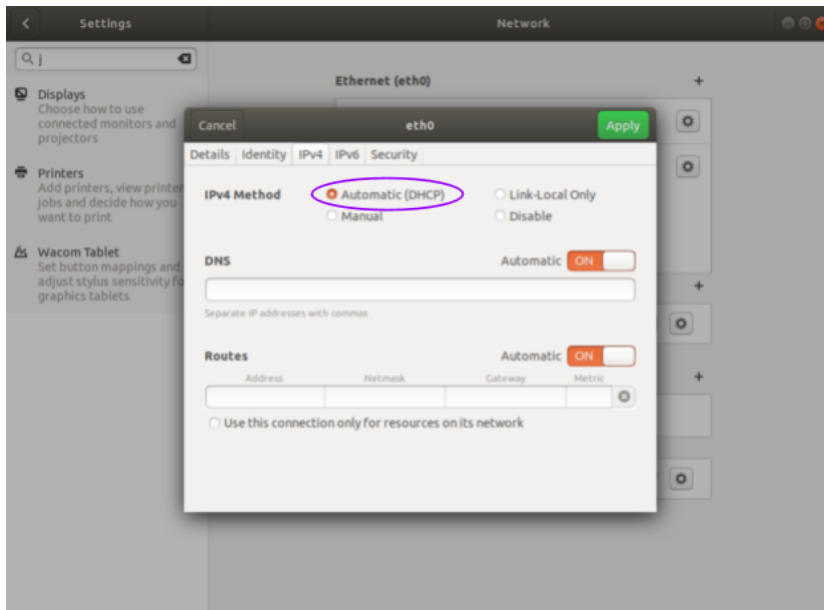 Settings
Network
j
Displays
Choose how to use
connected monitors and
projectors
Printers
Add printers, view printer
jobs and decide how you
want to print
Wacom Tablet
Set button mappings and
adjust stylus sensitivity fo
graphics tablets
Ethernet (eth0)
Cancel
eth0
Apply
Details Identity IPv4 IPv6 Security
IPv4 Method
Automatic (DHCP)
Link-Local Only
Manual
Disable
DNS
Automatic ON
Separate IP addresses with commas
Routes
Automatic ON
Address Netmask Gateway Metric
Use this connection only for resources on its network